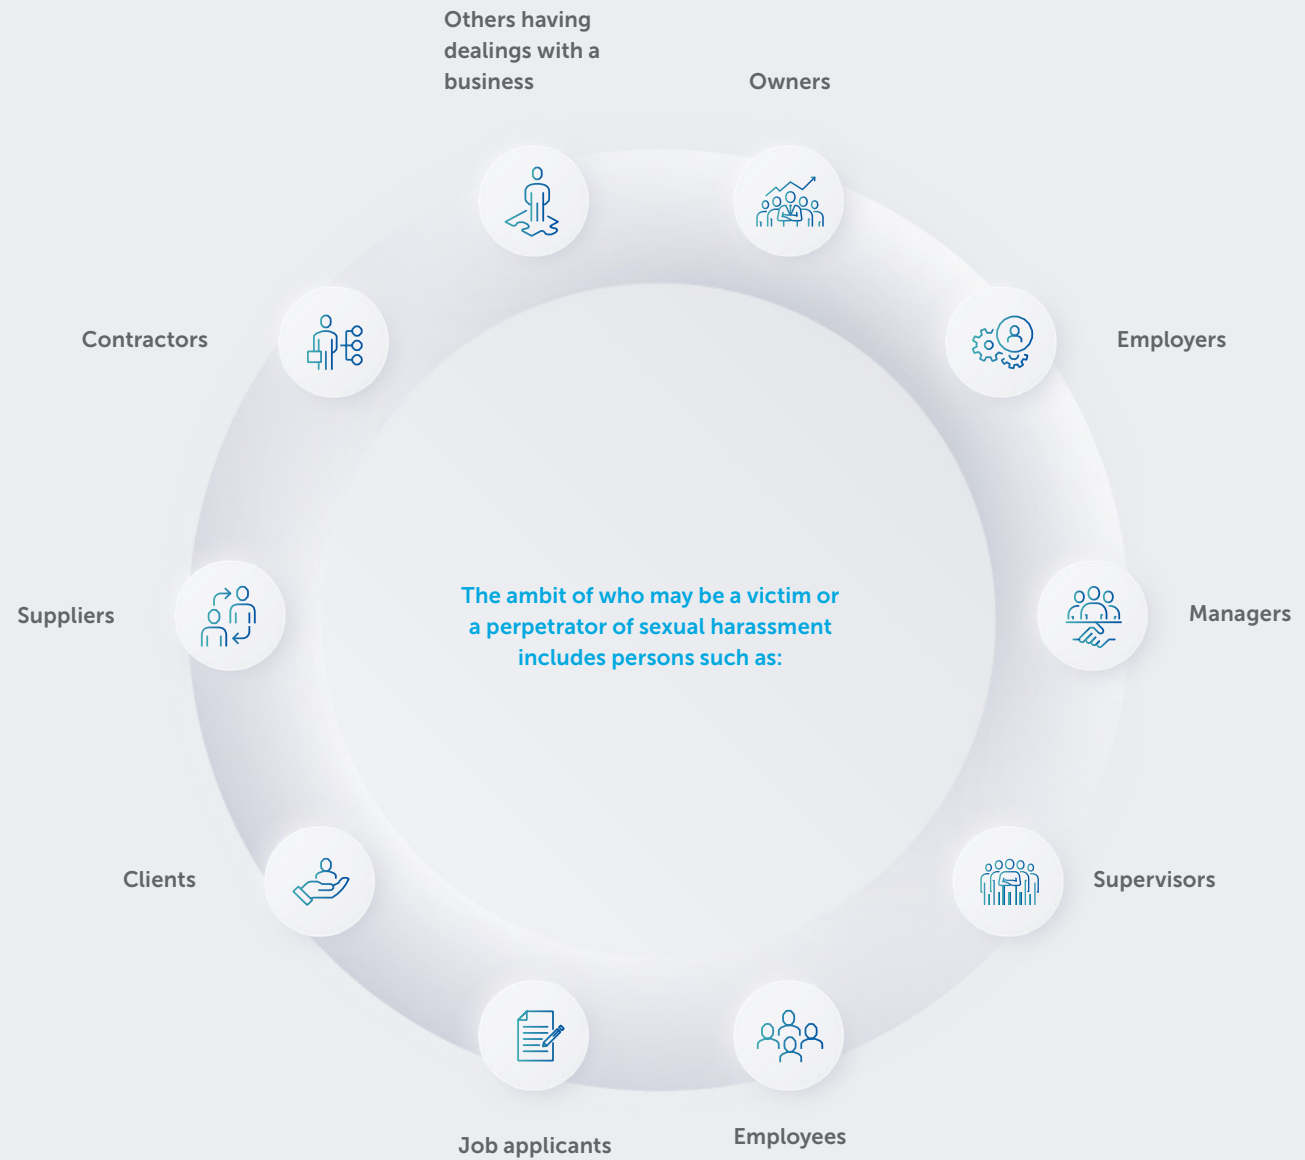 Others having
dealings with a
business
Owners
Contractors
Employers
Suppliers
The ambit of who may be a victim or
a perpetrator of sexual harassment
includes persons such as:
Managers
Clients
Supervisors
Job applicants
Employees